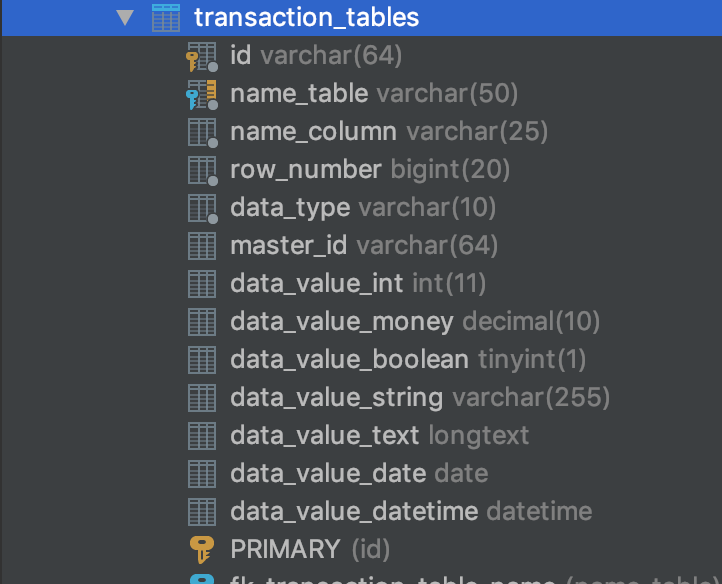 transaction_tables
id varchar(64)
name_table varchar(50)
name_column varchar(25)
row_number bigint(20)
data_type varchar(10)
master_id varchar(64)
data_value_int int(11)
data_value_money decimal(10)
data_value_boolean tinyint(1)
data_value_string varchar(255)
data_value_text longtext
data_value_date date
data_value_datetime datetime
PRIMARY (id)
fk_transaction_table_name (name_table)